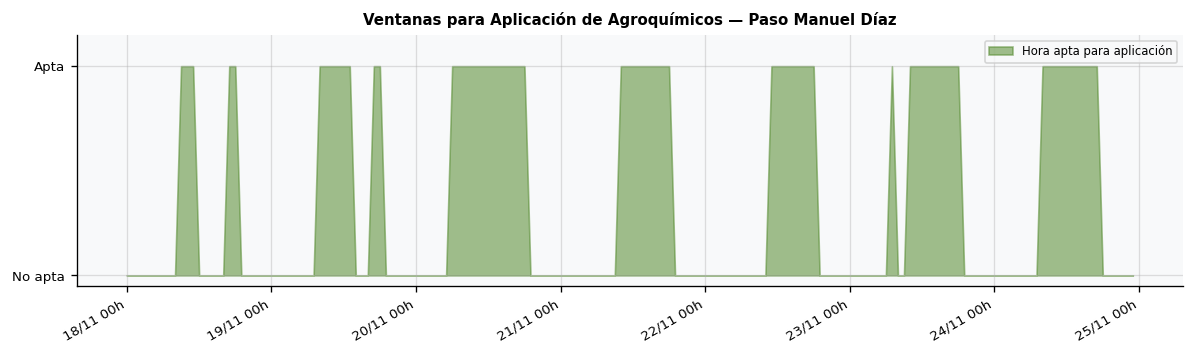 Ventanas para Aplicación de Agroquímicos — Paso Manuel Díaz
Hora apta para aplicación
Apta
No apta
18/11 00h
19/11 00h
20/11 00h
21/11 00h
22/11 00h
23/11 00h
24/11 00h
25/11 00h